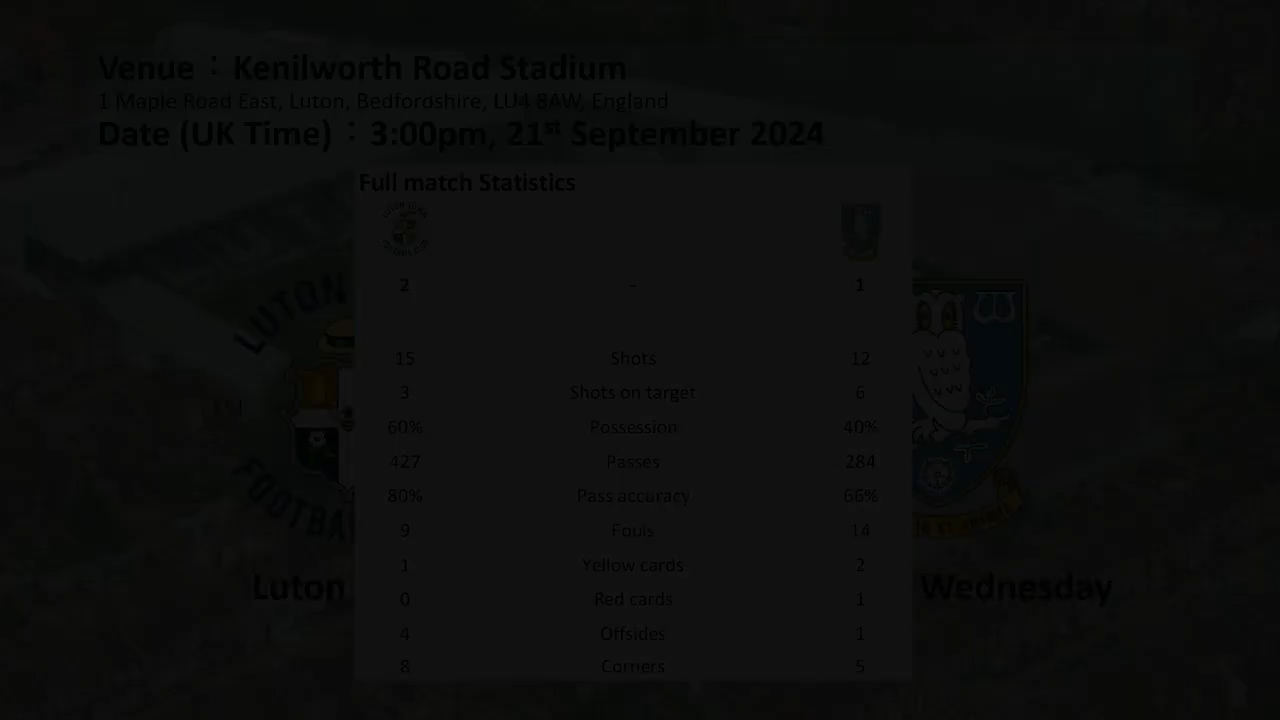 Venue：Kenilworth Road Stadium
1 Maple Road East, Luton, Bedfordshire, LU4 8AW, England
Date (UK Time)：3:00pm, 21st September 2024
Full match Statistics
2 - 1
15 Shots 12
3 Shots on target 6
60% Possession 40%
427 Passes 284
80% Pass accuracy 66%
9 Fouls 14
1 Yellow cards 2
0 Red cards 1
4 Offsides 1
8 Corners 5
LUTON
FOOTBA
Luton
Wednesday